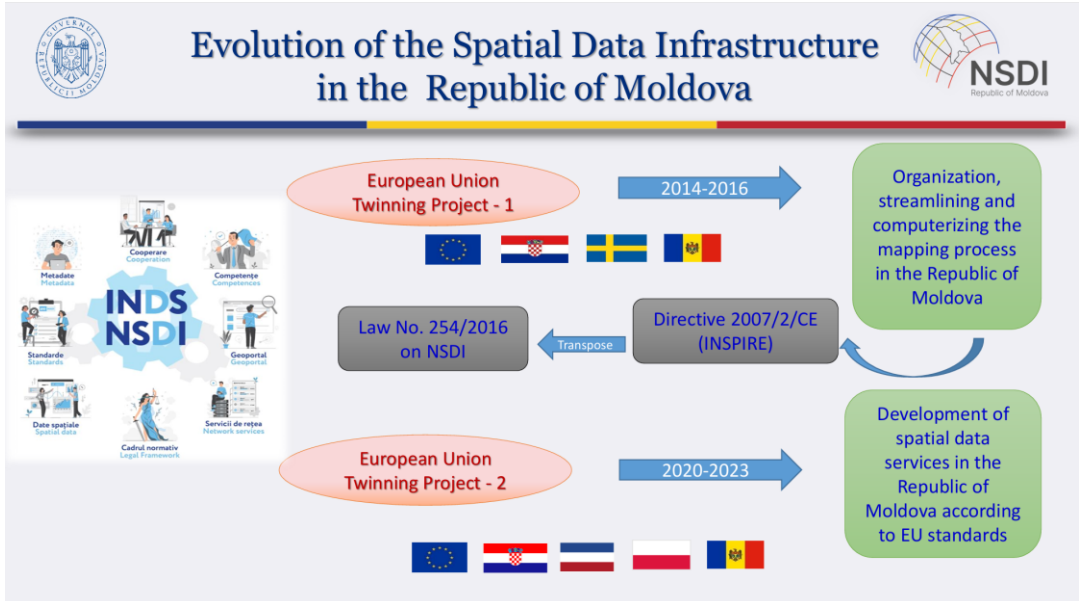 GUVERNUL
REPUBLICII MOLDOVA
Evolution of the Spatial Data Infrastructure
in the Republic of Moldova
NSDI
Republic of Moldova
European Union
Twinning Project - 1
2014-2016
Organization,
streamlining and
computerizing the
mapping process
in the Republic of
Moldova
Cooperare
Cooperation
Metadate
Metadata
Competențe
Competences
INDS
NSDI
Standarde
Standards
Geoportal
Geoportal
Date spațiale
Spatial data
Servicii de rețea
Network services
Cadrul normativ
Legal Framework
Law No. 254/2016
on NSDI
Transpose
Directive 2007/2/CE
(INSPIRE)
European Union
Twinning Project - 2
2020-2023
Development of
spatial data
services in the
Republic of
Moldova according
to EU standards